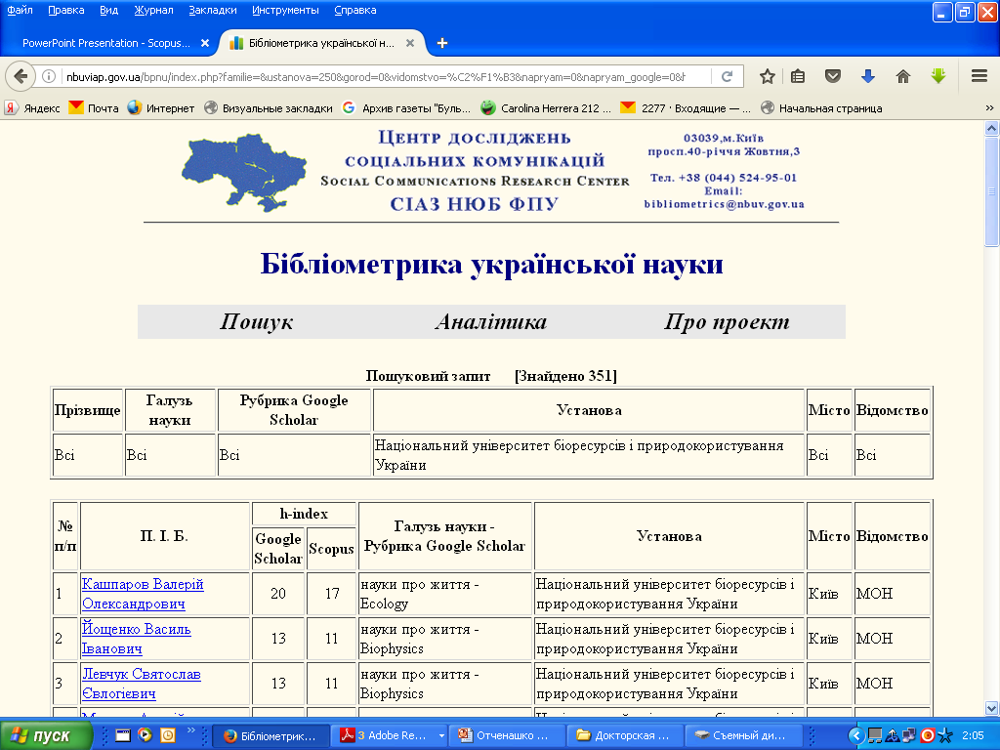 Файл Правка Вид Журнал Закладки Инструменты Справка
PowerPoint Presentation - Scopus...
Бібліометрика української н...
nbuviap.gov.ua/bpnu/index.php?familie=&ustanova=250&gorod=0&vidomstvo=%C2%F1%B3&napryam=0&napryam_google=0&h
Яндекс Почта Интернет Визуальные закладки Архив газеты "Буль... Carolina Herrera 212 ... 2277 · Входящие — ... Начальная страница
Центр досліджень
соціальних комунікацій
Social Communications Research Center
СІАЗ НЮБ ФПУ
03039,м.Київ
просп.40-річчя Жовтня,3
Тел. +38 (044) 524-95-01
Email:
bibliometrics@nbuv.gov.ua
Бібліометрика української науки
Пошук Аналітика Про проект
Пошуковий запит [Знайдено 351]
Прізвище Галузь науки Рубрика Google Scholar Установа Місто Відомство
Всі Всі Всі Національний університет біоресурсів і природокористування України Всі Всі
№ п/п П. І. Б. h-index Галузь науки - Рубрика Google Scholar Установа Місто Відомство
Google Scholar Scopus
1 Кашпаров Валерій Олександрович 20 17 науки про життя - Ecology Національний університет біоресурсів і природокористування України Київ МОН
2 Йощенко Василь Іванович 13 11 науки про життя - Biophysics Національний університет біоресурсів і природокористування України Київ МОН
3 Левчук Святослав Євлогієвич 13 11 науки про життя - Biophysics Національний університет біоресурсів і природокористування України Київ МОН
пуск Бібліометрик... 3 Adobe Re... Отченашко ... Докторская ... Съемный ди... 2:05